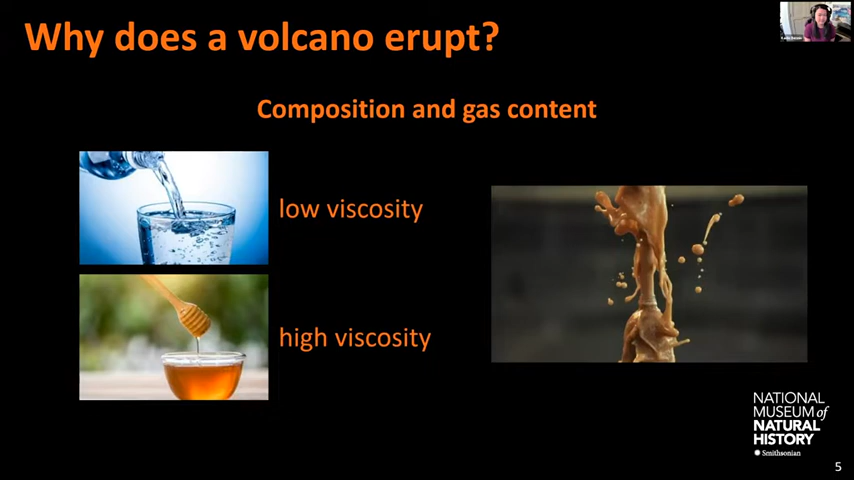 Why does a volcano erupt?
Composition and gas content
low viscosity
high viscosity
NATIONAL
MUSEUM of
NATURAL
HISTORY
Smithsonian
5